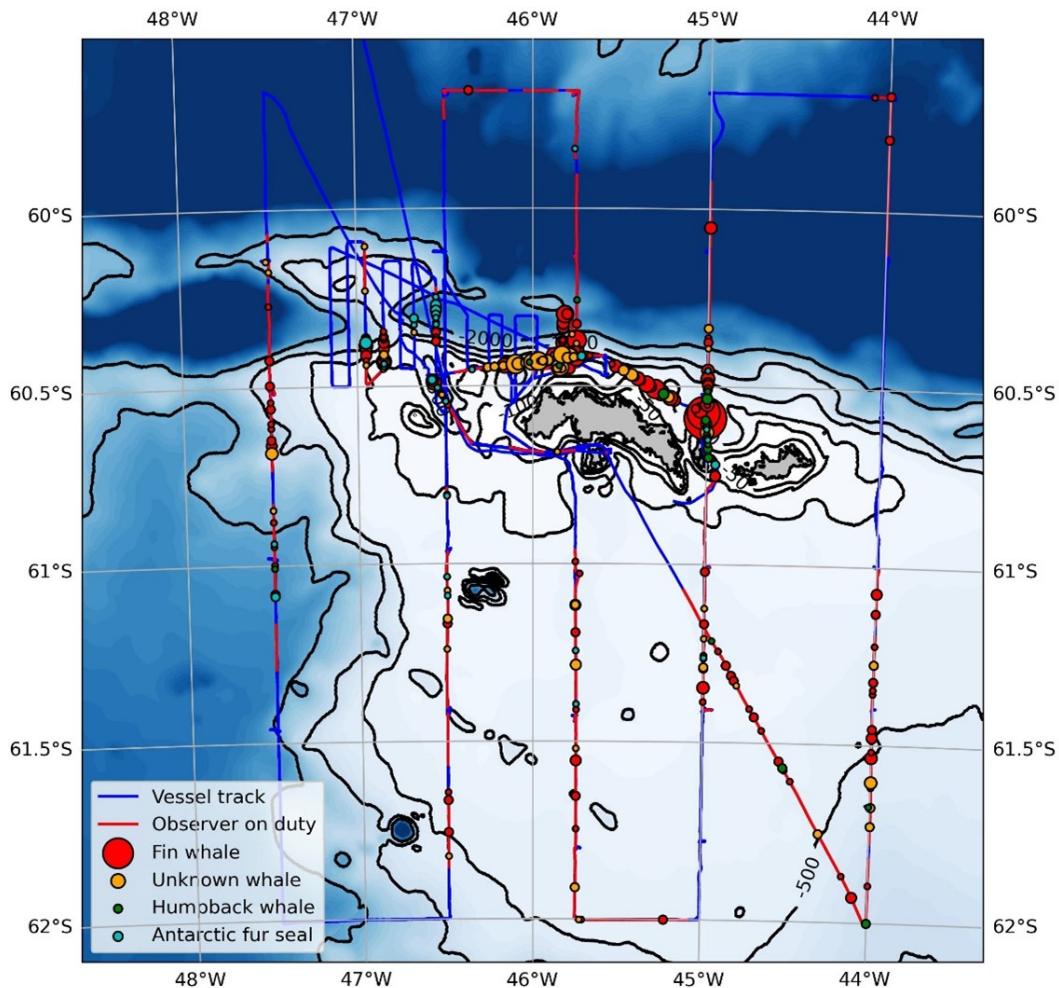 48°W 47°W 46°W 45°W 44°W
60°S 60°S
-2000
60.5°S 60.5°S
61°S 61°S
61.5°S 61.5°S
Vessel track
Observer on duty
Fin whale
Unknown whale
Humpback whale
Antarctic fur seal
-500
62°S 62°S
48°W 47°W 46°W 45°W 44°W